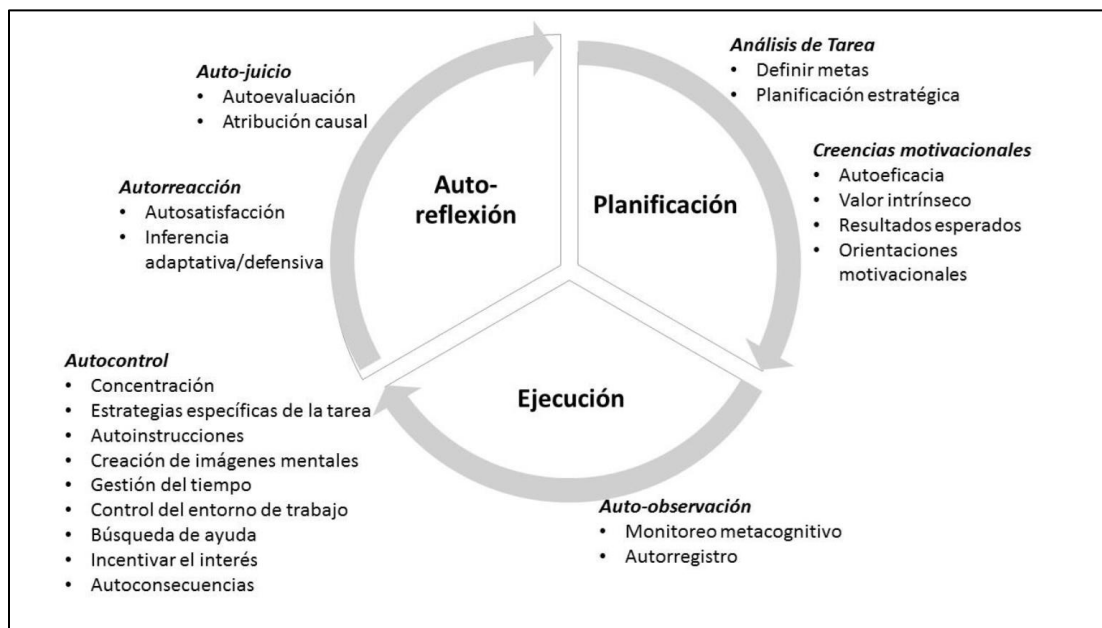 Auto-juicio
• Autoevaluación
• Atribución causal
Autorreacción
• Autosatisfacción
• Inferencia
adaptativa/defensiva
Auto-
reflexión
Planificación
Análisis de Tarea
• Definir metas
• Planificación estratégica
Creencias motivacionales
• Autoeficacia
• Valor intrínseco
• Resultados esperados
• Orientaciones
motivacionales
Autocontrol
• Concentración
• Estrategias específicas de la tarea
• Autoinstrucciones
• Creación de imágenes mentales
• Gestión del tiempo
• Control del entorno de trabajo
• Búsqueda de ayuda
• Incentivar el interés
• Autoconsecuencias
Ejecución
Auto-observación
• Monitoreo metacognitivo
• Autorregistro